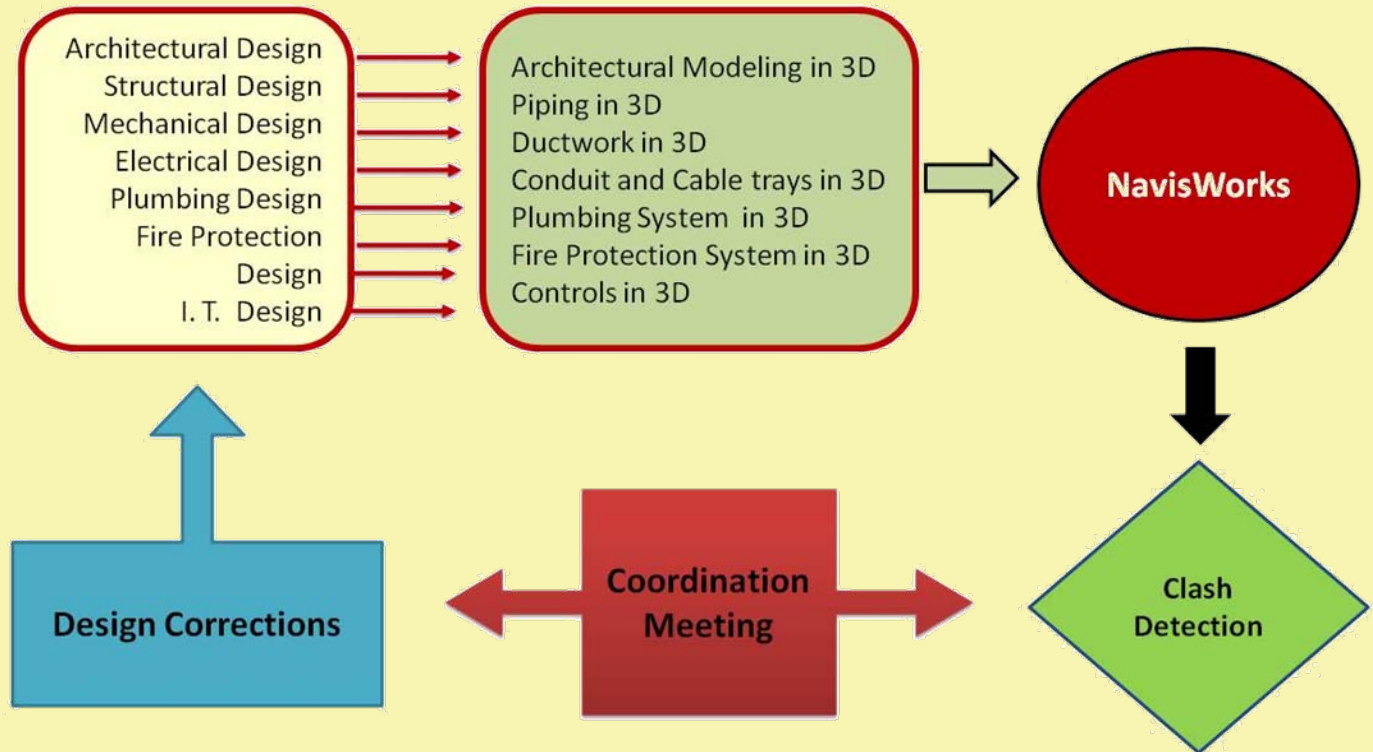 Architectural Design
Structural Design
Mechanical Design
Electrical Design
Plumbing Design
Fire Protection
Design
I. T. Design
Architectural Modeling in 3D
Piping in 3D
Ductwork in 3D
Conduit and Cable trays in 3D
Plumbing System in 3D
Fire Protection System in 3D
Controls in 3D
NavisWorks
Design Corrections
Coordination
Meeting
Clash
Detection